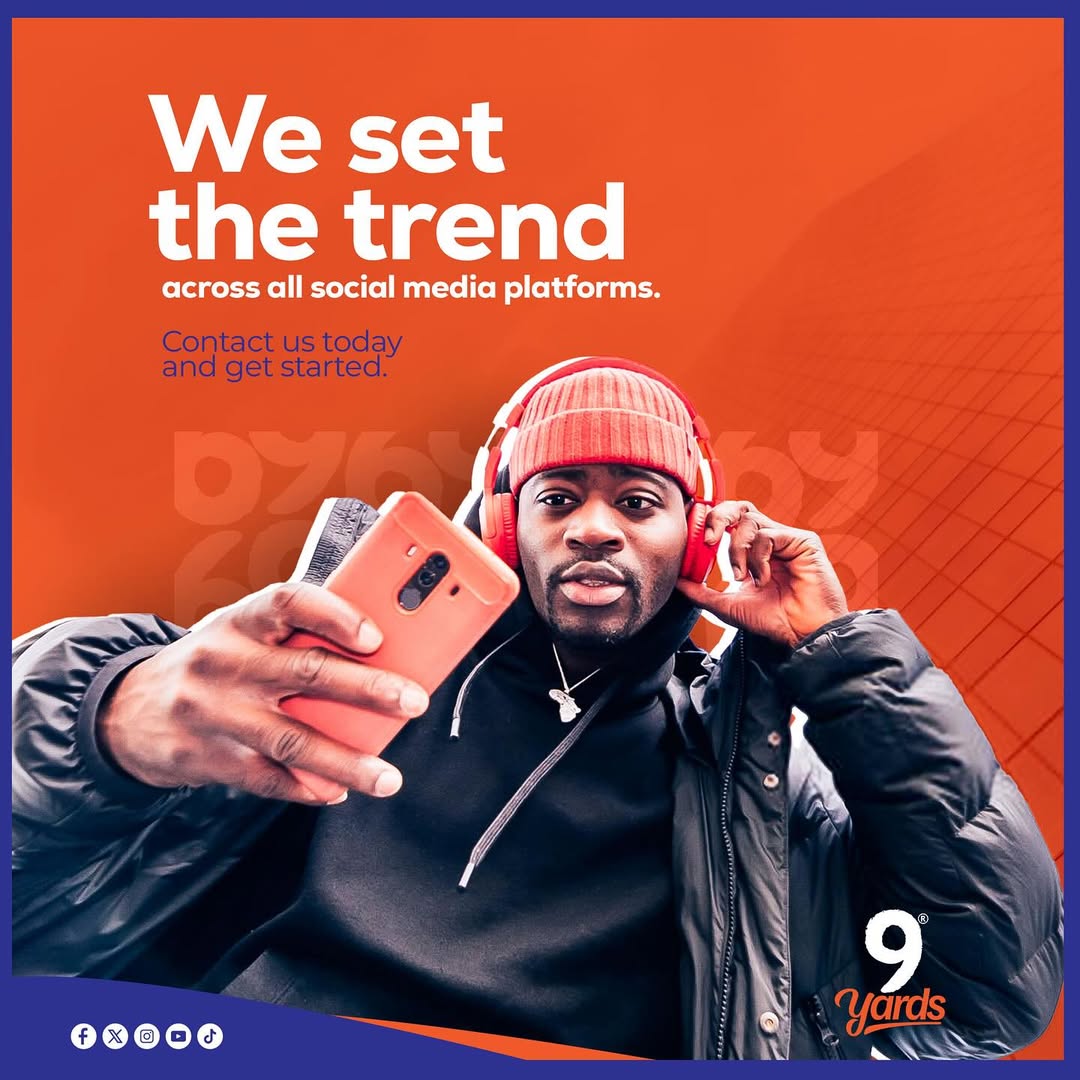 We set
the trend
across all social media platforms.
Contact us today
and get started.
9®
Yards